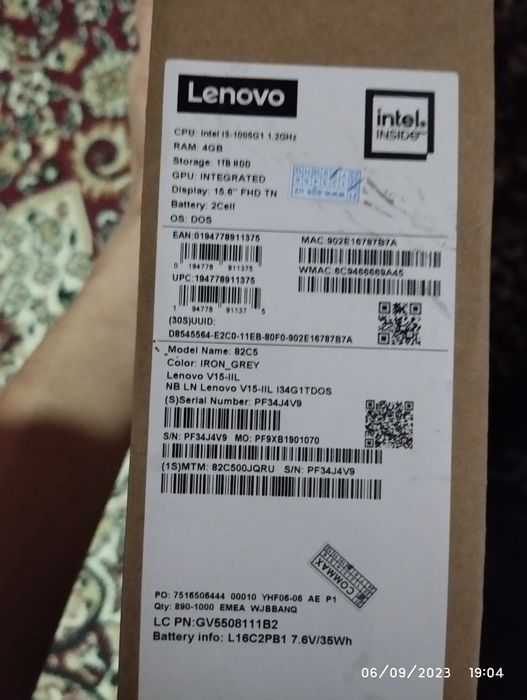 Lenovo
intel.
INSIDE
CPU: Intel i3-1005G1 1.2GHz
RAM: 4GB
Storage: 1TB HDD
GPU: INTEGRATED
Display: 15.6" FHD TN
Battery: 2Cell
OS: DOS
EAN:0194778911375
0 194778 911375
MAC:902E16787B7A
WMAC:6C9466669A45
UPC:194778911375
1 94778 91137 5
(30S)UUID:
D8545564-E2C0-11EB-80F0-902E16787B7A
Model Name: 82C5
Color: IRON_GREY
Lenovo V15-IIL
NB LN Lenovo V15-IIL I34G1TDOS
(S)Serial Number: PF34J4V9
S/N: PF34J4V9 MO: PF9XB1901070
(1S)MTM: 82C500JQRU S/N: PF34J4V9
COMMAX
PO: 7516506444 00010 YHF06-06 AE P1
Qty: 890-1000 EMEA WJBBANQ
LC PN:GV5508111B2
Battery info: L16C2PB1 7.6V/35Wh
06/09/2023 19:04